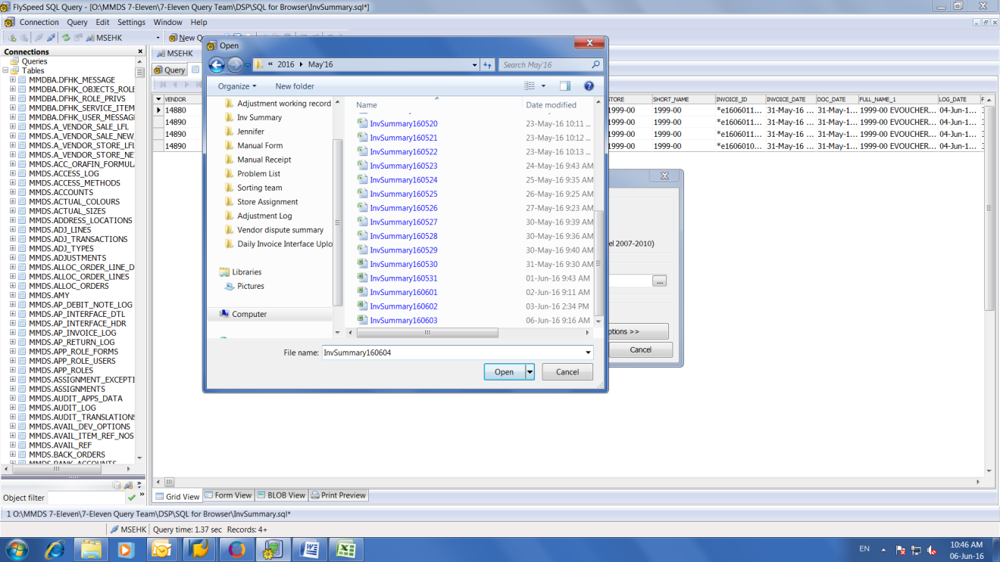 FlySpeed SQL Query - [O:\MMDS 7-Eleven\7-Eleven Query Team\DSP\SQL for Browser\InvSummary.sql*]
Connection Query Edit Settings Window Help
MSEHK New Q
Connections
Queries
Tables
MMDBA.DFHK_MESSAGE
MMDBA.DFHK_OBJECTS_ROLE
MMDBA.DFHK_ROLE_PRIVS
MMDBA.DFHK_SERVICE_ITEM
MMDBA.DFHK_USER_MESSAG
MMDS.A_VENDOR_SALE_LFL
MMDS.A_VENDOR_SALE_NEW
MMDS.A_VENDOR_STORE_LFL
MMDS.A_VENDOR_STORE_NE
MMDS.ACC_ORAFIN_FORMUL
MMDS.ACCESS_LOG
MMDS.ACCESS_METHODS
MMDS.ACCOUNTS
MMDS.ACTUAL_COLOURS
MMDS.ACTUAL_SIZES
MMDS.ADDRESS_LOCATIONS
MMDS.ADJ_LINES
MMDS.ADJ_TRANSACTIONS
MMDS.ADJ_TYPES
MMDS.ADJUSTMENTS
MMDS.ALLOC_ORDER_LINE_D
MMDS.ALLOC_ORDER_LINES
MMDS.ALLOC_ORDERS
MMDS.AMY
MMDS.AP_DEBIT_NOTE_LOG
MMDS.AP_INTERFACE_DTL
MMDS.AP_INTERFACE_HDR
MMDS.AP_INVOICE_LOG
MMDS.AP_RETURN_LOG
MMDS.APP_ROLE_FORMS
MMDS.APP_ROLE_USERS
MMDS.APP_ROLES
MMDS.ASSIGNMENT_EXCEPTI
MMDS.ASSIGNMENTS
MMDS.AUDIT_APPS_DATA
MMDS.AUDIT_LOG
MMDS.AUDIT_TRANSLATIONS
MMDS.AVAIL_DEV_OPTIONS
MMDS.AVAIL_ITEM_REF_NOS
MMDS.AVAIL_REF
MMDS.BACK_ORDERS
MMDS.BANK_ACCOUNTS
Object filter
MSEHK
Query
VENDOR STORE SHORT_NAME INVOICE_ID INVOICE_DATE DOC_DATE FULL_NAME_1 LOG_DATE F
14880 1999-00 1999-00 *e1606011... 31-May-16 ... 31-May-1... 1999-00 EVOUCHER... 04-Jun-1...
14890 1999-00 1999-00 *e1606011... 31-May-16 ... 31-May-1... 1999-00 EVOUCHER... 04-Jun-1...
14890 1999-00 1999-00 *e1606011... 31-May-16 ... 31-May-1... 1999-00 EVOUCHER... 04-Jun-1...
14890 1999-00 1999-00 *e1606010... 31-May-16 ... 31-May-1... 1999-00 EVOUCHER... 04-Jun-1...
Open
« 2016 May'16 Search May'16
Organize New folder
Adjustment working record
Inv Summary
Jennifer
Manual Form
Manual Receipt
Problem List
Sorting team
Store Assignment
Adjustment Log
Vendor dispute summary
Daily Invoice Interface Uplo
Libraries
Pictures
Computer
Name Date modified
InvSummary160520 23-May-16 10:11 ...
InvSummary160521 23-May-16 10:12 ...
InvSummary160522 23-May-16 10:13 ...
InvSummary160523 24-May-16 9:43 AM
InvSummary160524 25-May-16 9:35 AM
InvSummary160525 26-May-16 9:25 AM
InvSummary160526 27-May-16 9:23 AM
InvSummary160527 30-May-16 9:39 AM
InvSummary160528 30-May-16 9:36 AM
InvSummary160529 30-May-16 9:40 AM
InvSummary160530 31-May-16 9:30 AM
InvSummary160531 01-Jun-16 9:43 AM
InvSummary160601 02-Jun-16 9:11 AM
InvSummary160602 03-Jun-16 2:34 PM
InvSummary160603 06-Jun-16 9:16 AM
File name: InvSummary160604
Open Cancel
el 2007-2010)
...
ptions >>
Cancel
Grid View Form View BLOB View Print Preview
1 O:\MMDS 7-Eleven\7-Eleven Query Team\DSP\SQL for Browser\InvSummary.sql*
MSEHK Query time: 1.37 sec Records: 4+
EN 10:46 AM
06-Jun-16